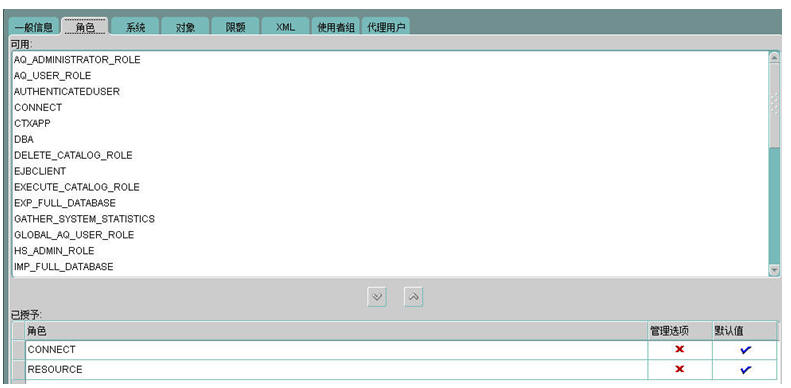 一般信息 角色 系统 对象 限额 XML 使用者组 代理用户
可用:
AQ_ADMINISTRATOR_ROLE
AQ_USER_ROLE
AUTHENTICATEDUSER
CONNECT
CTXAPP
DBA
DELETE_CATALOG_ROLE
EJBCLIENT
EXECUTE_CATALOG_ROLE
EXP_FULL_DATABASE
GATHER_SYSTEM_STATISTICS
GLOBAL_AQ_USER_ROLE
HS_ADMIN_ROLE
IMP_FULL_DATABASE
已授予:
角色 管理选项 默认值
CONNECT
RESOURCE